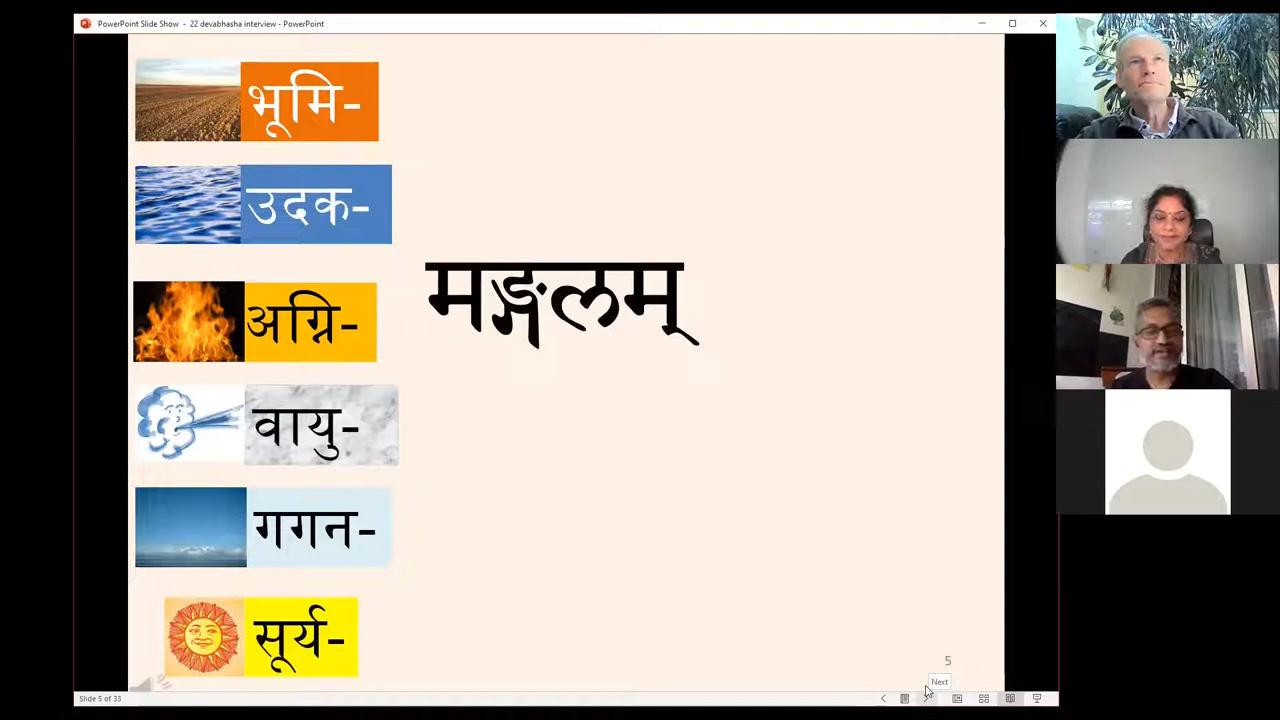 PowerPoint Slide Show - 22 devabhasha interview - PowerPoint
भूमि-
उदक-
अग्नि-
मङ्गलम्
वायु-
गगन-
सूर्य-
5
Next
Slide 5 of 33